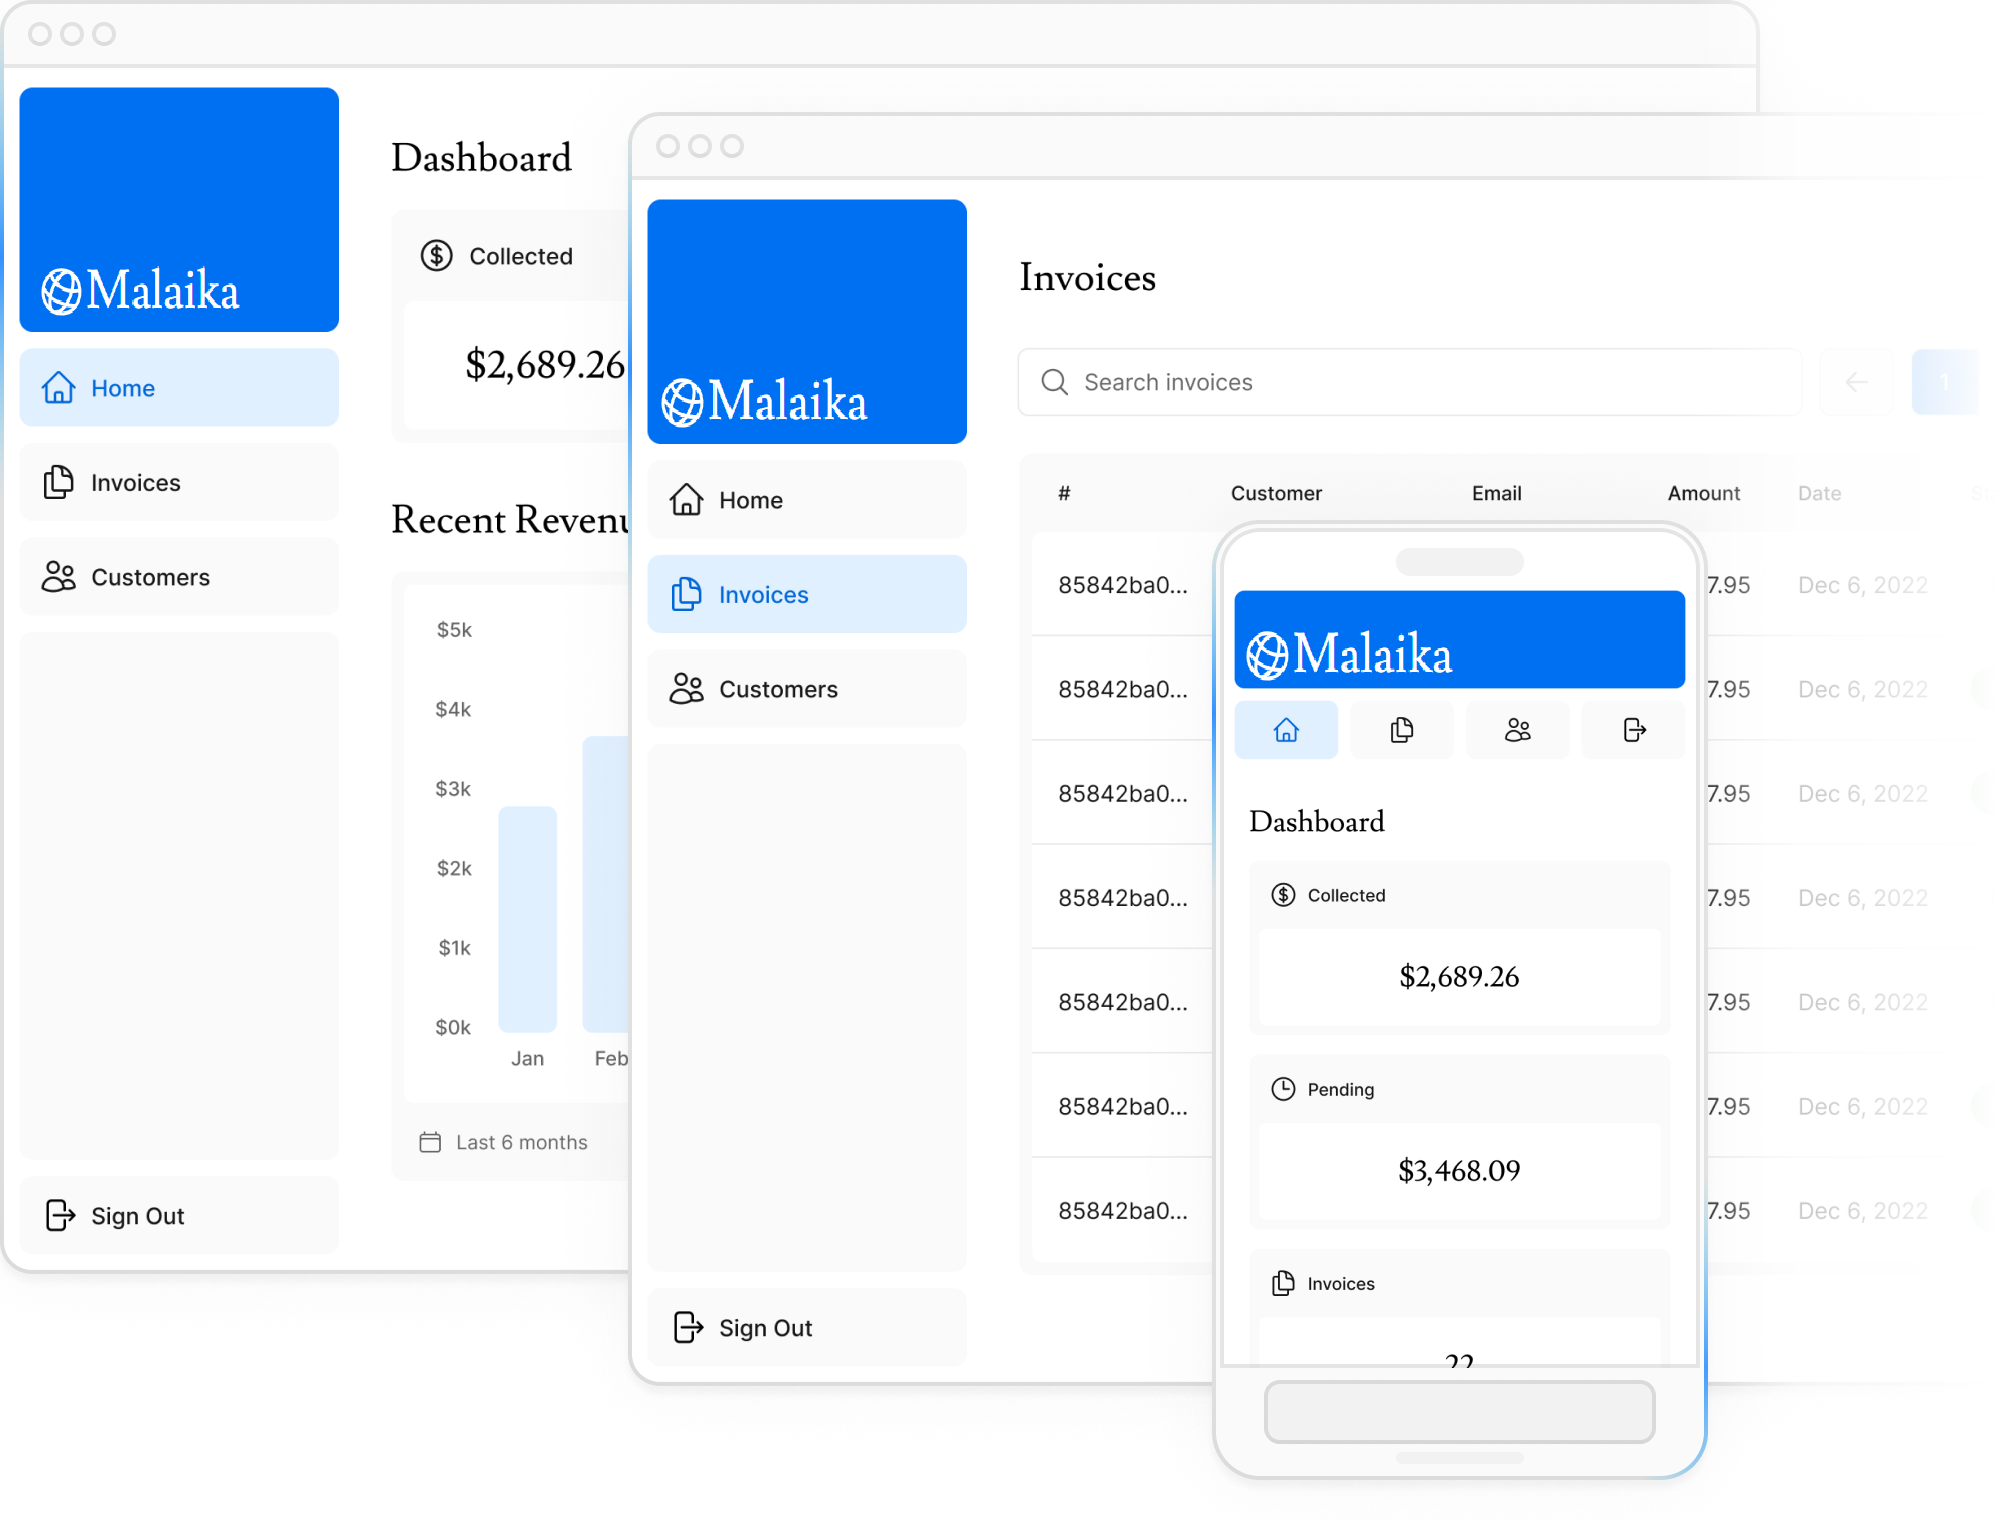 Malaika
Home
Invoices
Customers
Sign Out
Dashboard
Collected
$2,689.26
Recent Revenu
$5k
$4k
$3k
$2k
$1k
$0k
Jan
Feb
Last 6 months
Malaika
Home
Invoices
Customers
Sign Out
Invoices
Search invoices
1
# Customer Email Amount Date
85842ba0... 7.95 Dec 6, 2022
85842ba0... 7.95 Dec 6, 2022
85842ba0... 7.95 Dec 6, 2022
85842ba0... 7.95 Dec 6, 2022
85842ba0... 7.95 Dec 6, 2022
85842ba0... 7.95 Dec 6, 2022
85842ba0... 7.95 Dec 6, 2022
Malaika
Dashboard
Collected
$2,689.26
Pending
$3,468.09
Invoices
22